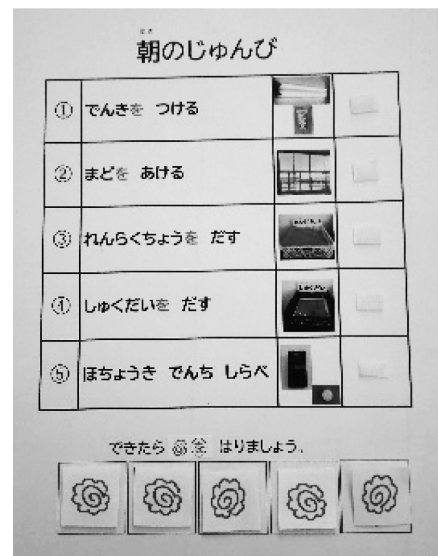 朝のじゅんび
① でんきを つける
② まどを あける
③ れんらくちょうを だす
④ しゅくだいを だす
⑤ ほちょうき でんち しらべ
できたら を はりましょう。